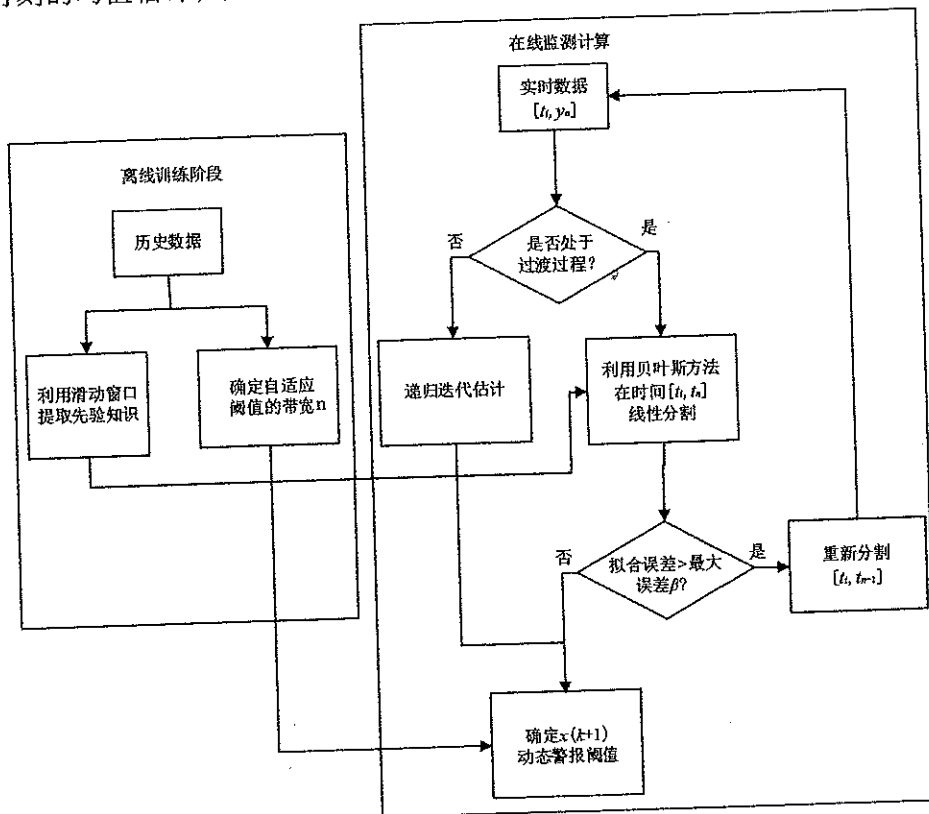 在线监测计算
实时数据
[tᵢ, yₙ]
离线训练阶段
历史数据
否
是否处于
过渡过程?
是
利用滑动窗口
提取先验知识
确定自适应
阈值的带宽n
递归迭代估计
利用贝叶斯方法
在时间[tᵢ, tₙ]
线性分割
否
拟合误差>最大
误差β?
是
重新分割
[tᵢ, tₙ₋₁]
确定x(k+1)
动态警报阈值